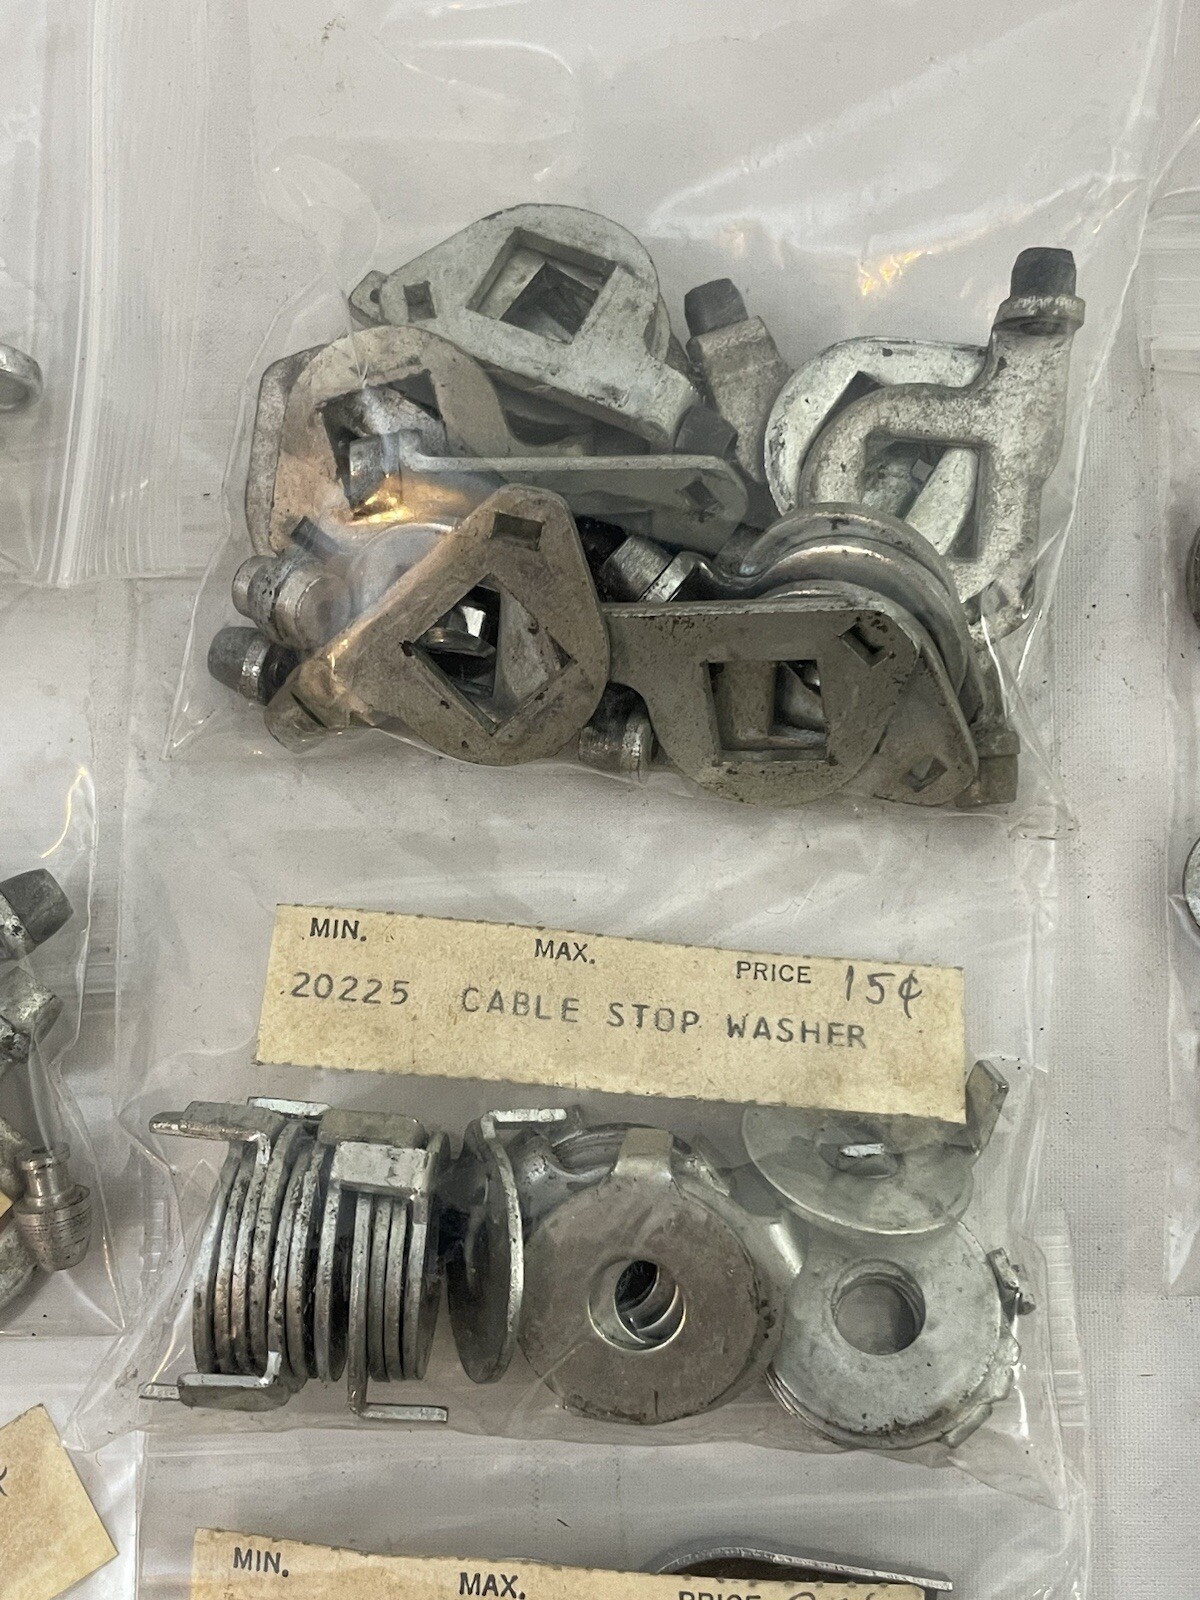 MIN. MAX. PRICE 15¢
20225 CABLE STOP WASHER
MIN. MAX. PRICE